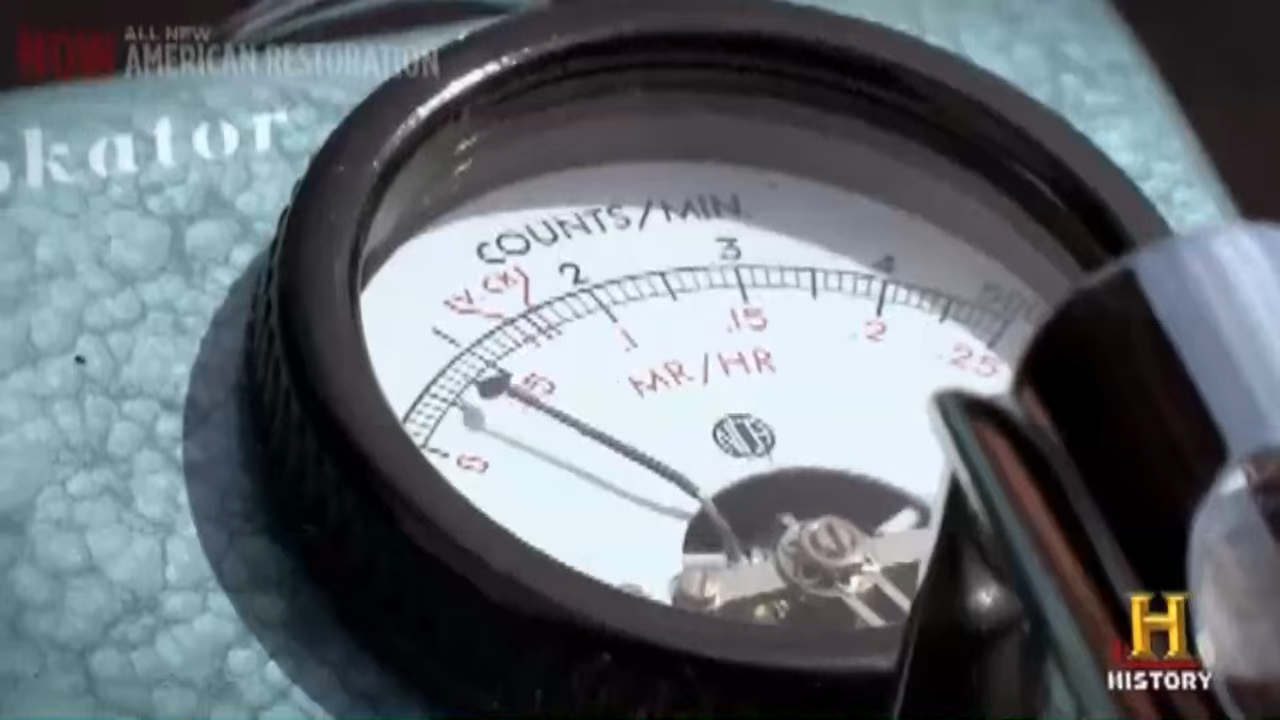 NOW ALL NEW
AMERICAN RESTORATION
kator
COUNTS/MIN.
2 3 4
0 .1 .15 .2 .25
MR/HR
H
HISTORY